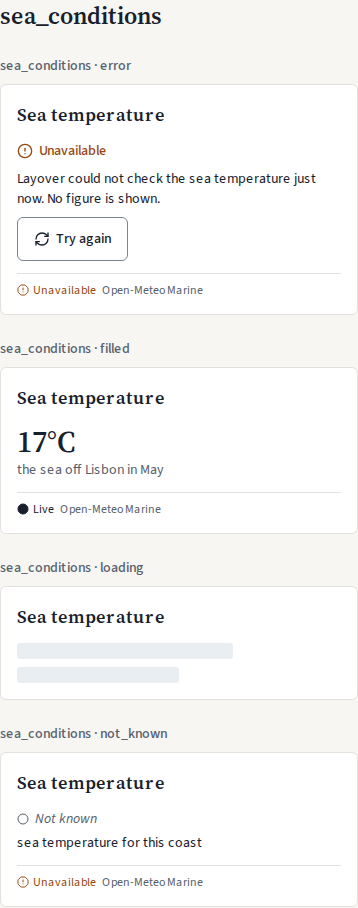 sea_conditions
sea_conditions · error
Sea temperature
Unavailable
Layover could not check the sea temperature just
now. No figure is shown.
Try again
Unavailable Open-Meteo Marine
sea_conditions · filled
Sea temperature
17°C
the sea off Lisbon in May
Live Open-Meteo Marine
sea_conditions · loading
Sea temperature
sea_conditions · not_known
Sea temperature
Not known
sea temperature for this coast
Unavailable Open-Meteo Marine